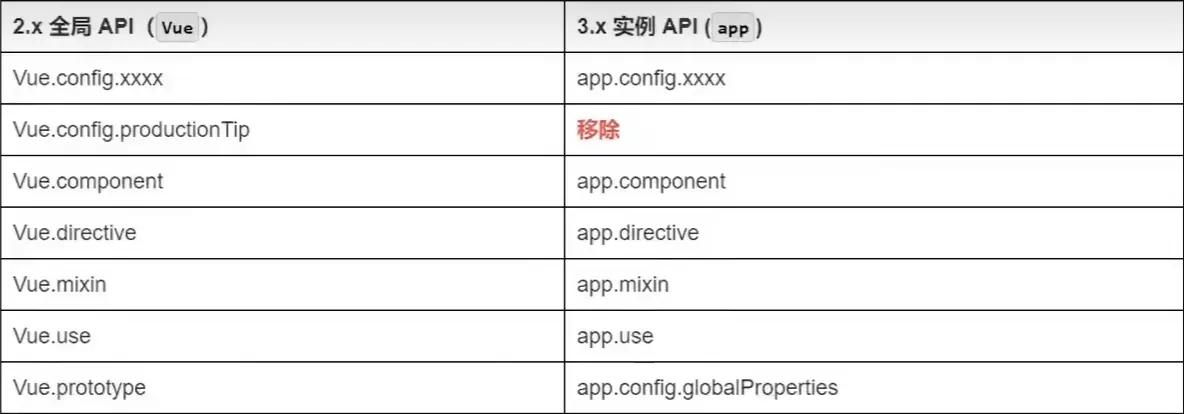 2.x 全局 API（Vue） 3.x 实例 API (app)
Vue.config.xxxx app.config.xxxx
Vue.config.productionTip 移除
Vue.component app.component
Vue.directive app.directive
Vue.mixin app.mixin
Vue.use app.use
Vue.prototype app.config.globalProperties